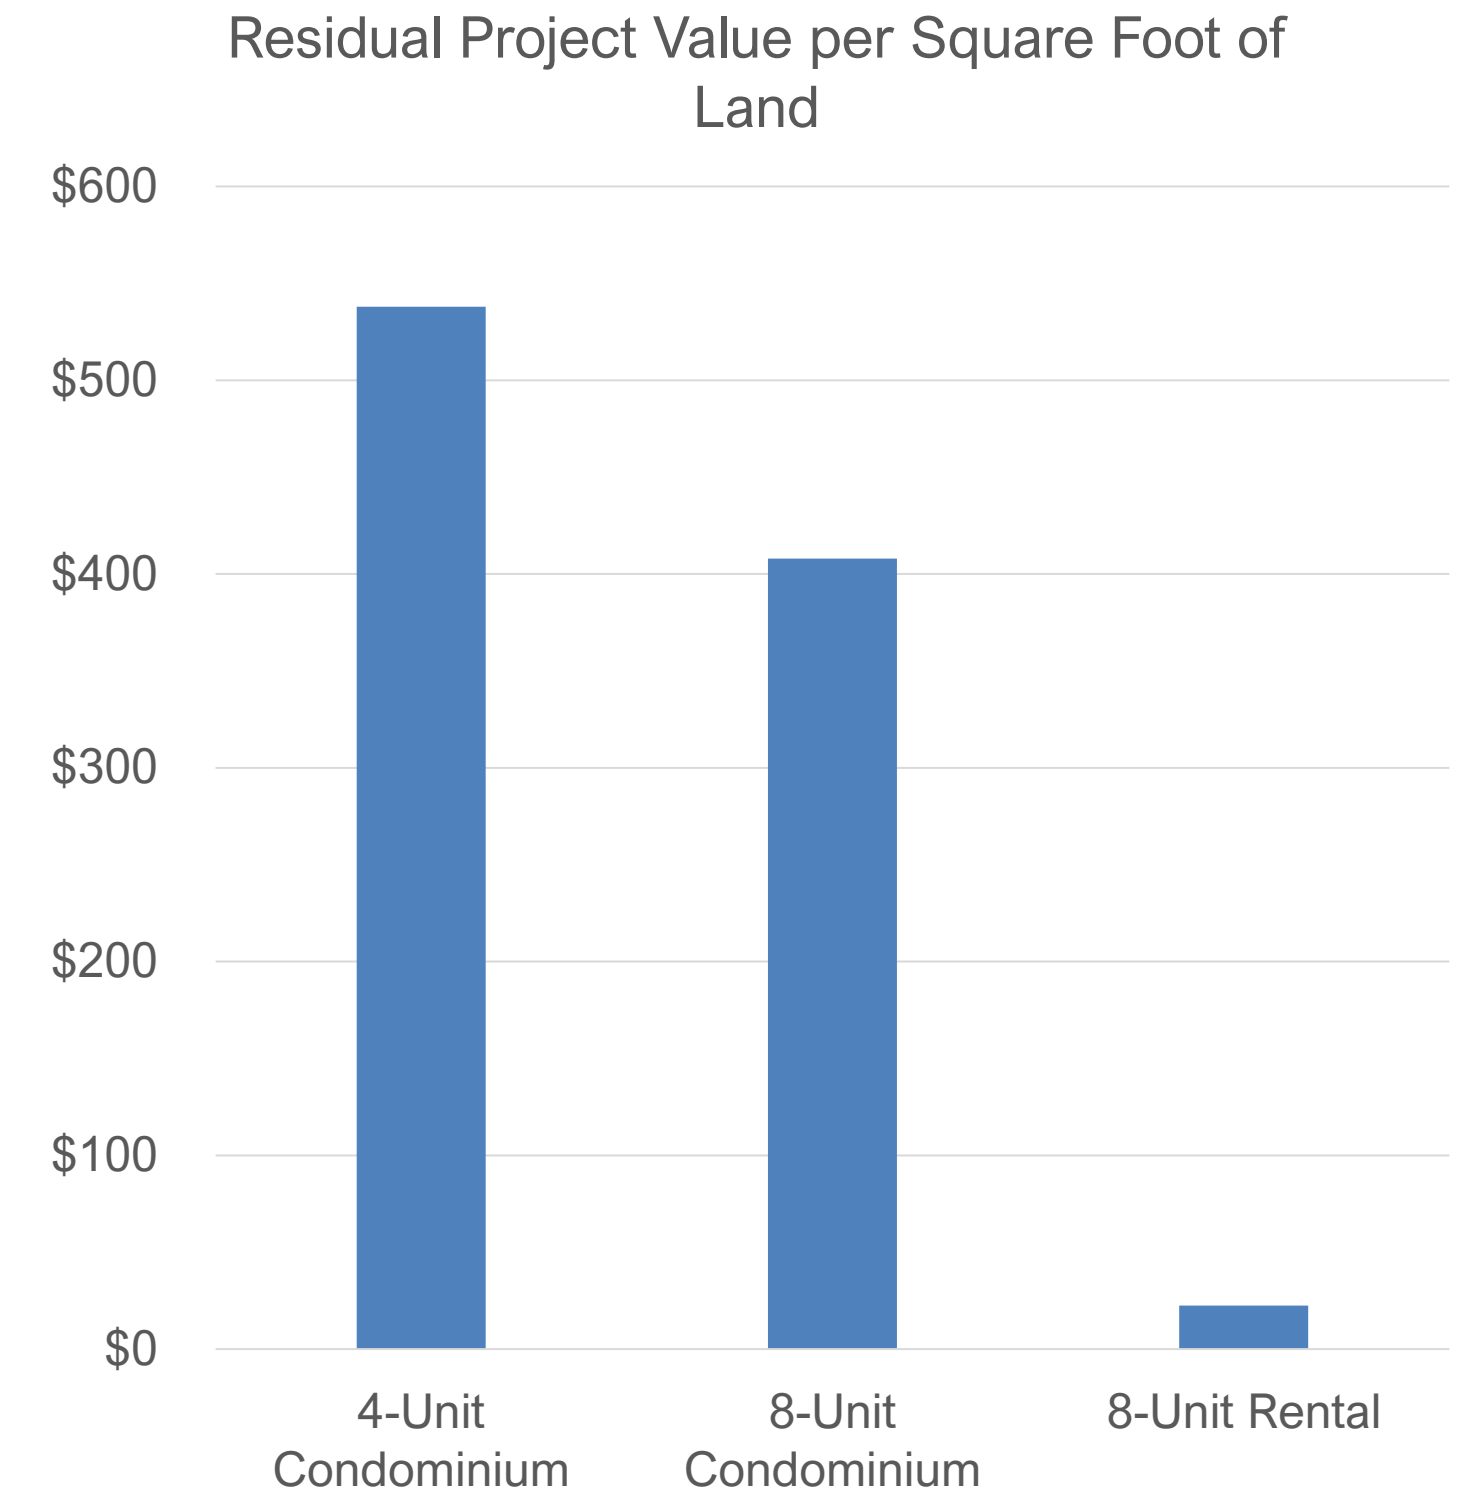 Residual Project Value per Square Foot of
Land
$600
$500
$400
$300
$200
$100
$0
4-Unit
Condominium
8-Unit
Condominium
8-Unit Rental